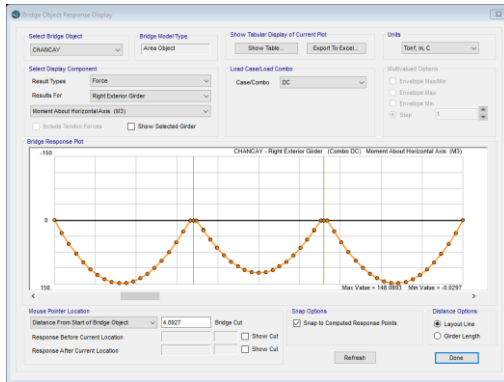 Bridge Object Response Display
Select Bridge Object
CHANCAY
Bridge Model Type
Area Object
Show Tabular Display of Current Plot
Show Table...
Export To Excel...
Units
Tonf, m, C
Select Display Component
Result Types
Force
Results For
Right Exterior Girder
Moment About Horizontal Axis (M3)
Include Tendon Forces
Show Selected Girder
Load Case/Load Combo
Case/Combo
DC
Multivalued Options
Envelope Max/Min
Envelope Max
Envelope Min
Step
1
Bridge Response Plot
-150.
CHANCAY - Right Exterior Girder (Combo DC) Moment About Horizontal Axis (M3)
0
150.
Min Value = -0.0297
Mouse Pointer Location
Distance From Start of Bridge Object
Bridge Cut
Response Before Current Location
Show Cut
Response After Current Location
Show Cut
Snap Options
Snap to Computed Response Points
Distance Options
Layout Line
Girder Length
Refresh
Done